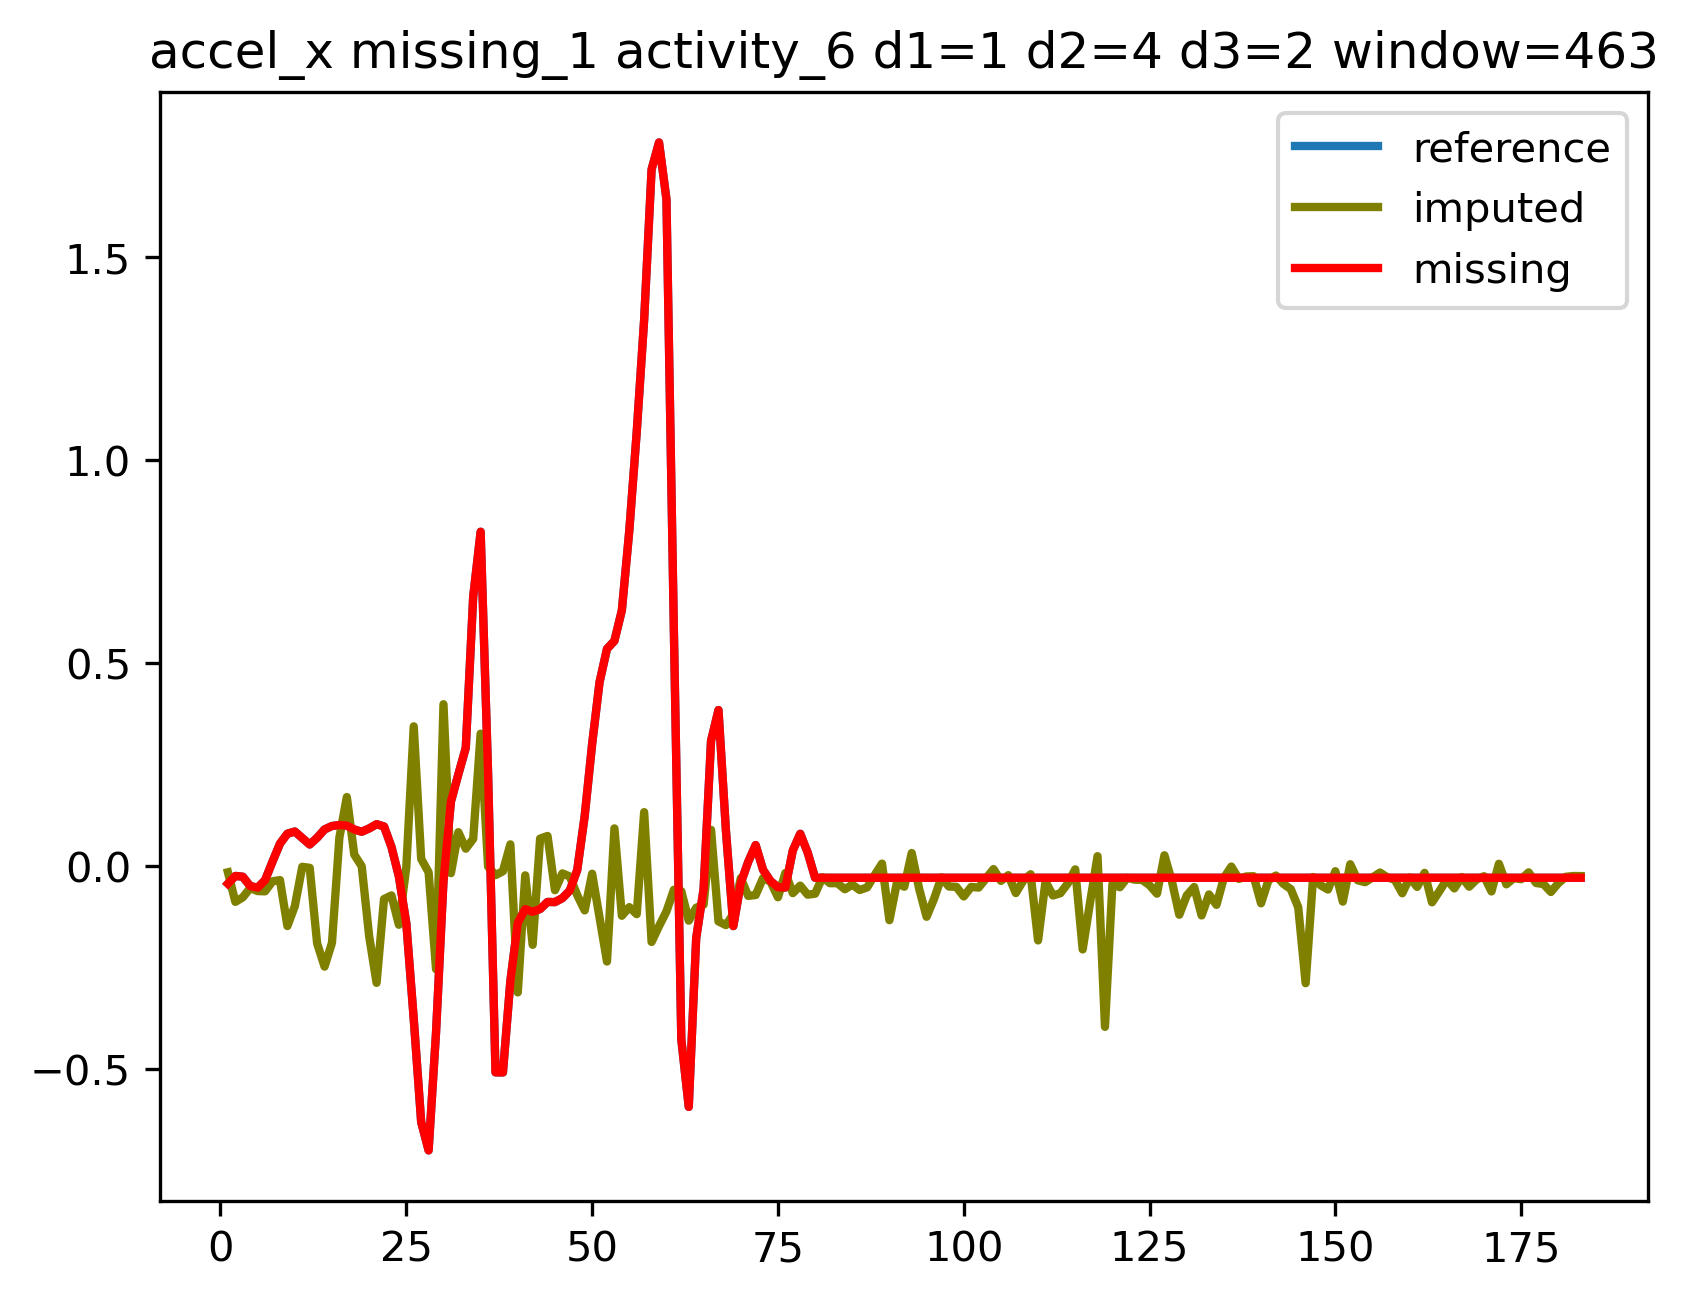 accel_x missing_1 activity_6 d1=1 d2=4 d3=2 window=463
reference
imputed
missing
1.5
1.0
0.5
0.0
−0.5
0 25 50 75 100 125 150 175